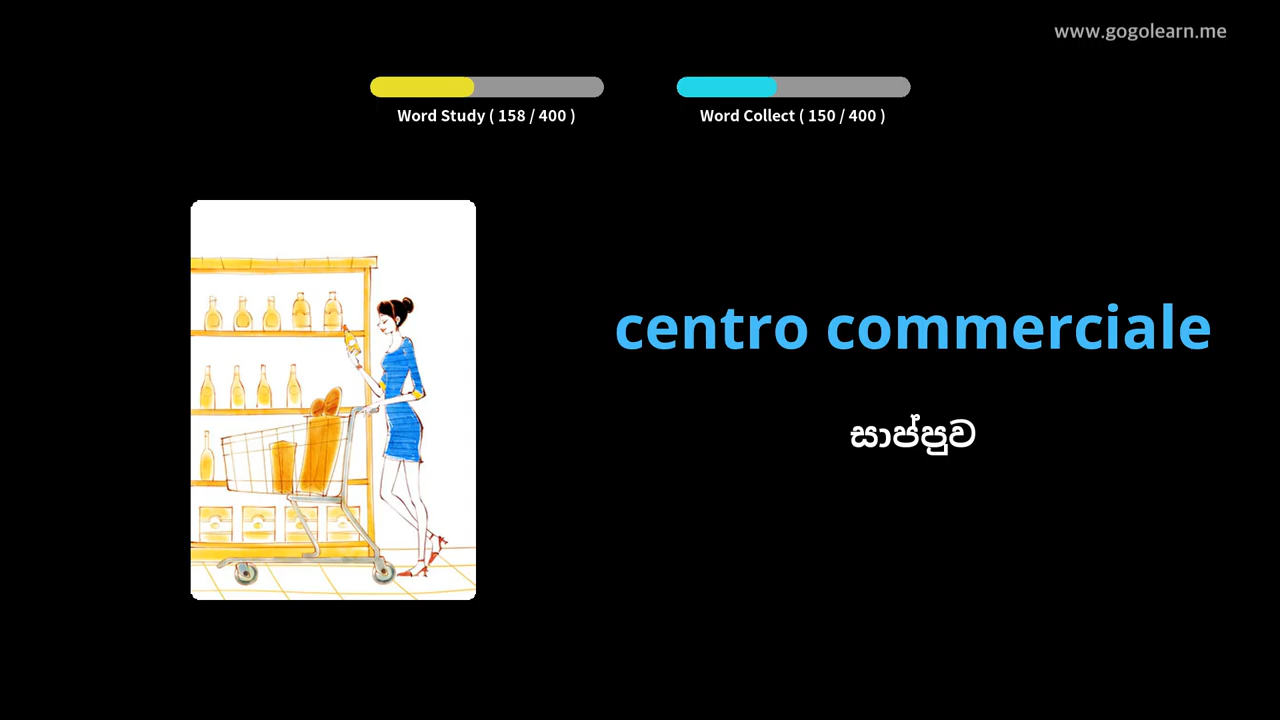 www.gogolearn.me
Word Study ( 158 / 400 )
Word Collect ( 150 / 400 )
centro commerciale
සාප්පුව